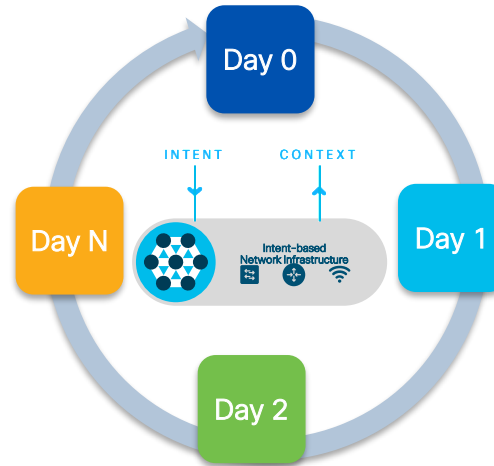 Day 0
INTENT
CONTEXT
Day N
Intent-based
Network Infrastructure
Day 1
Day 2